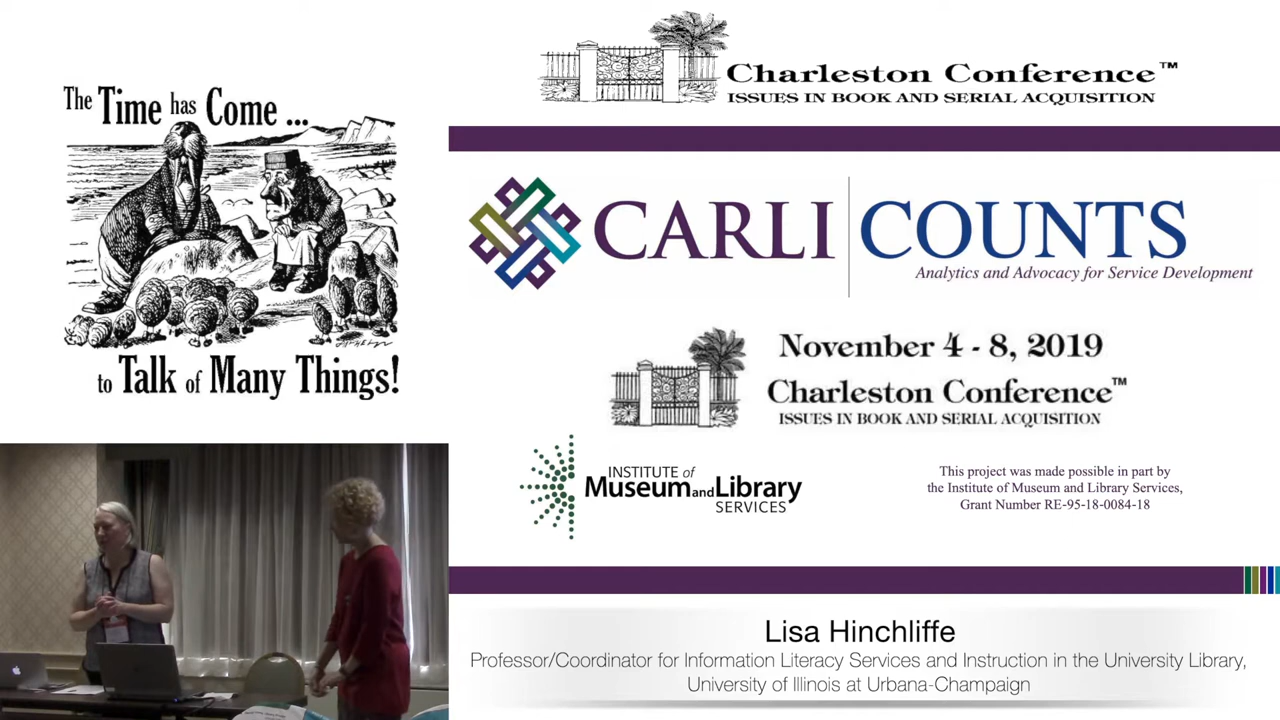 The Time has Come ...
to Talk of Many Things!
Charleston Conference™
ISSUES IN BOOK AND SERIAL ACQUISITION
CARLI COUNTS
Analytics and Advocacy for Service Development
November 4 - 8, 2019
Charleston Conference™
ISSUES IN BOOK AND SERIAL ACQUISITION
INSTITUTE of
Museum and Library
SERVICES
This project was made possible in part by
the Institute of Museum and Library Services,
Grant Number RE-95-18-0084-18
Lisa Hinchliffe
Professor/Coordinator for Information Literacy Services and Instruction in the University Library,
University of Illinois at Urbana-Champaign